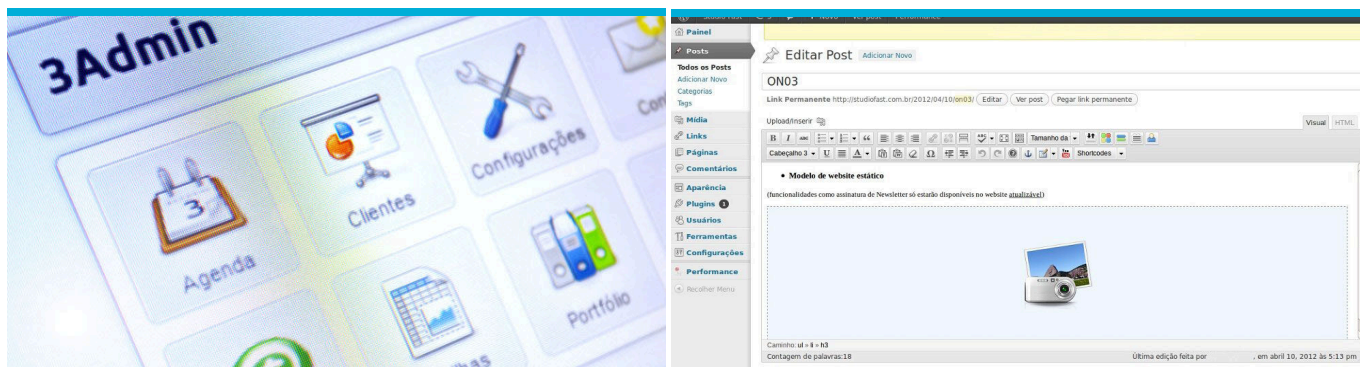 3Admin
Configurações
Clientes
Agenda
Portfólio
Painel
Posts
Todos os Posts
Adicionar Novo
Categorias
Tags
Mídia
Links
Páginas
Comentários
Aparência
Plugins 1
Usuários
Ferramentas
Configurações
Performance
Recolher Menu
Editar Post Adicionar Novo
ON03
Link Permanente http://studiofast.com.br/2012/04/10/on03/ Editar Ver post Pegar link permanente
Upload/Inserir Visual HTML
Tamanho da
Cabeçalho 3 Shortcodes
• Modelo de website estático
(funcionalidades como assinatura de Newsletter só estarão disponíveis no website atualizável)
Caminho: ul » li » h3
Contagem de palavras:18 Última edição feita por , em abril 10, 2012 às 5:13 pm